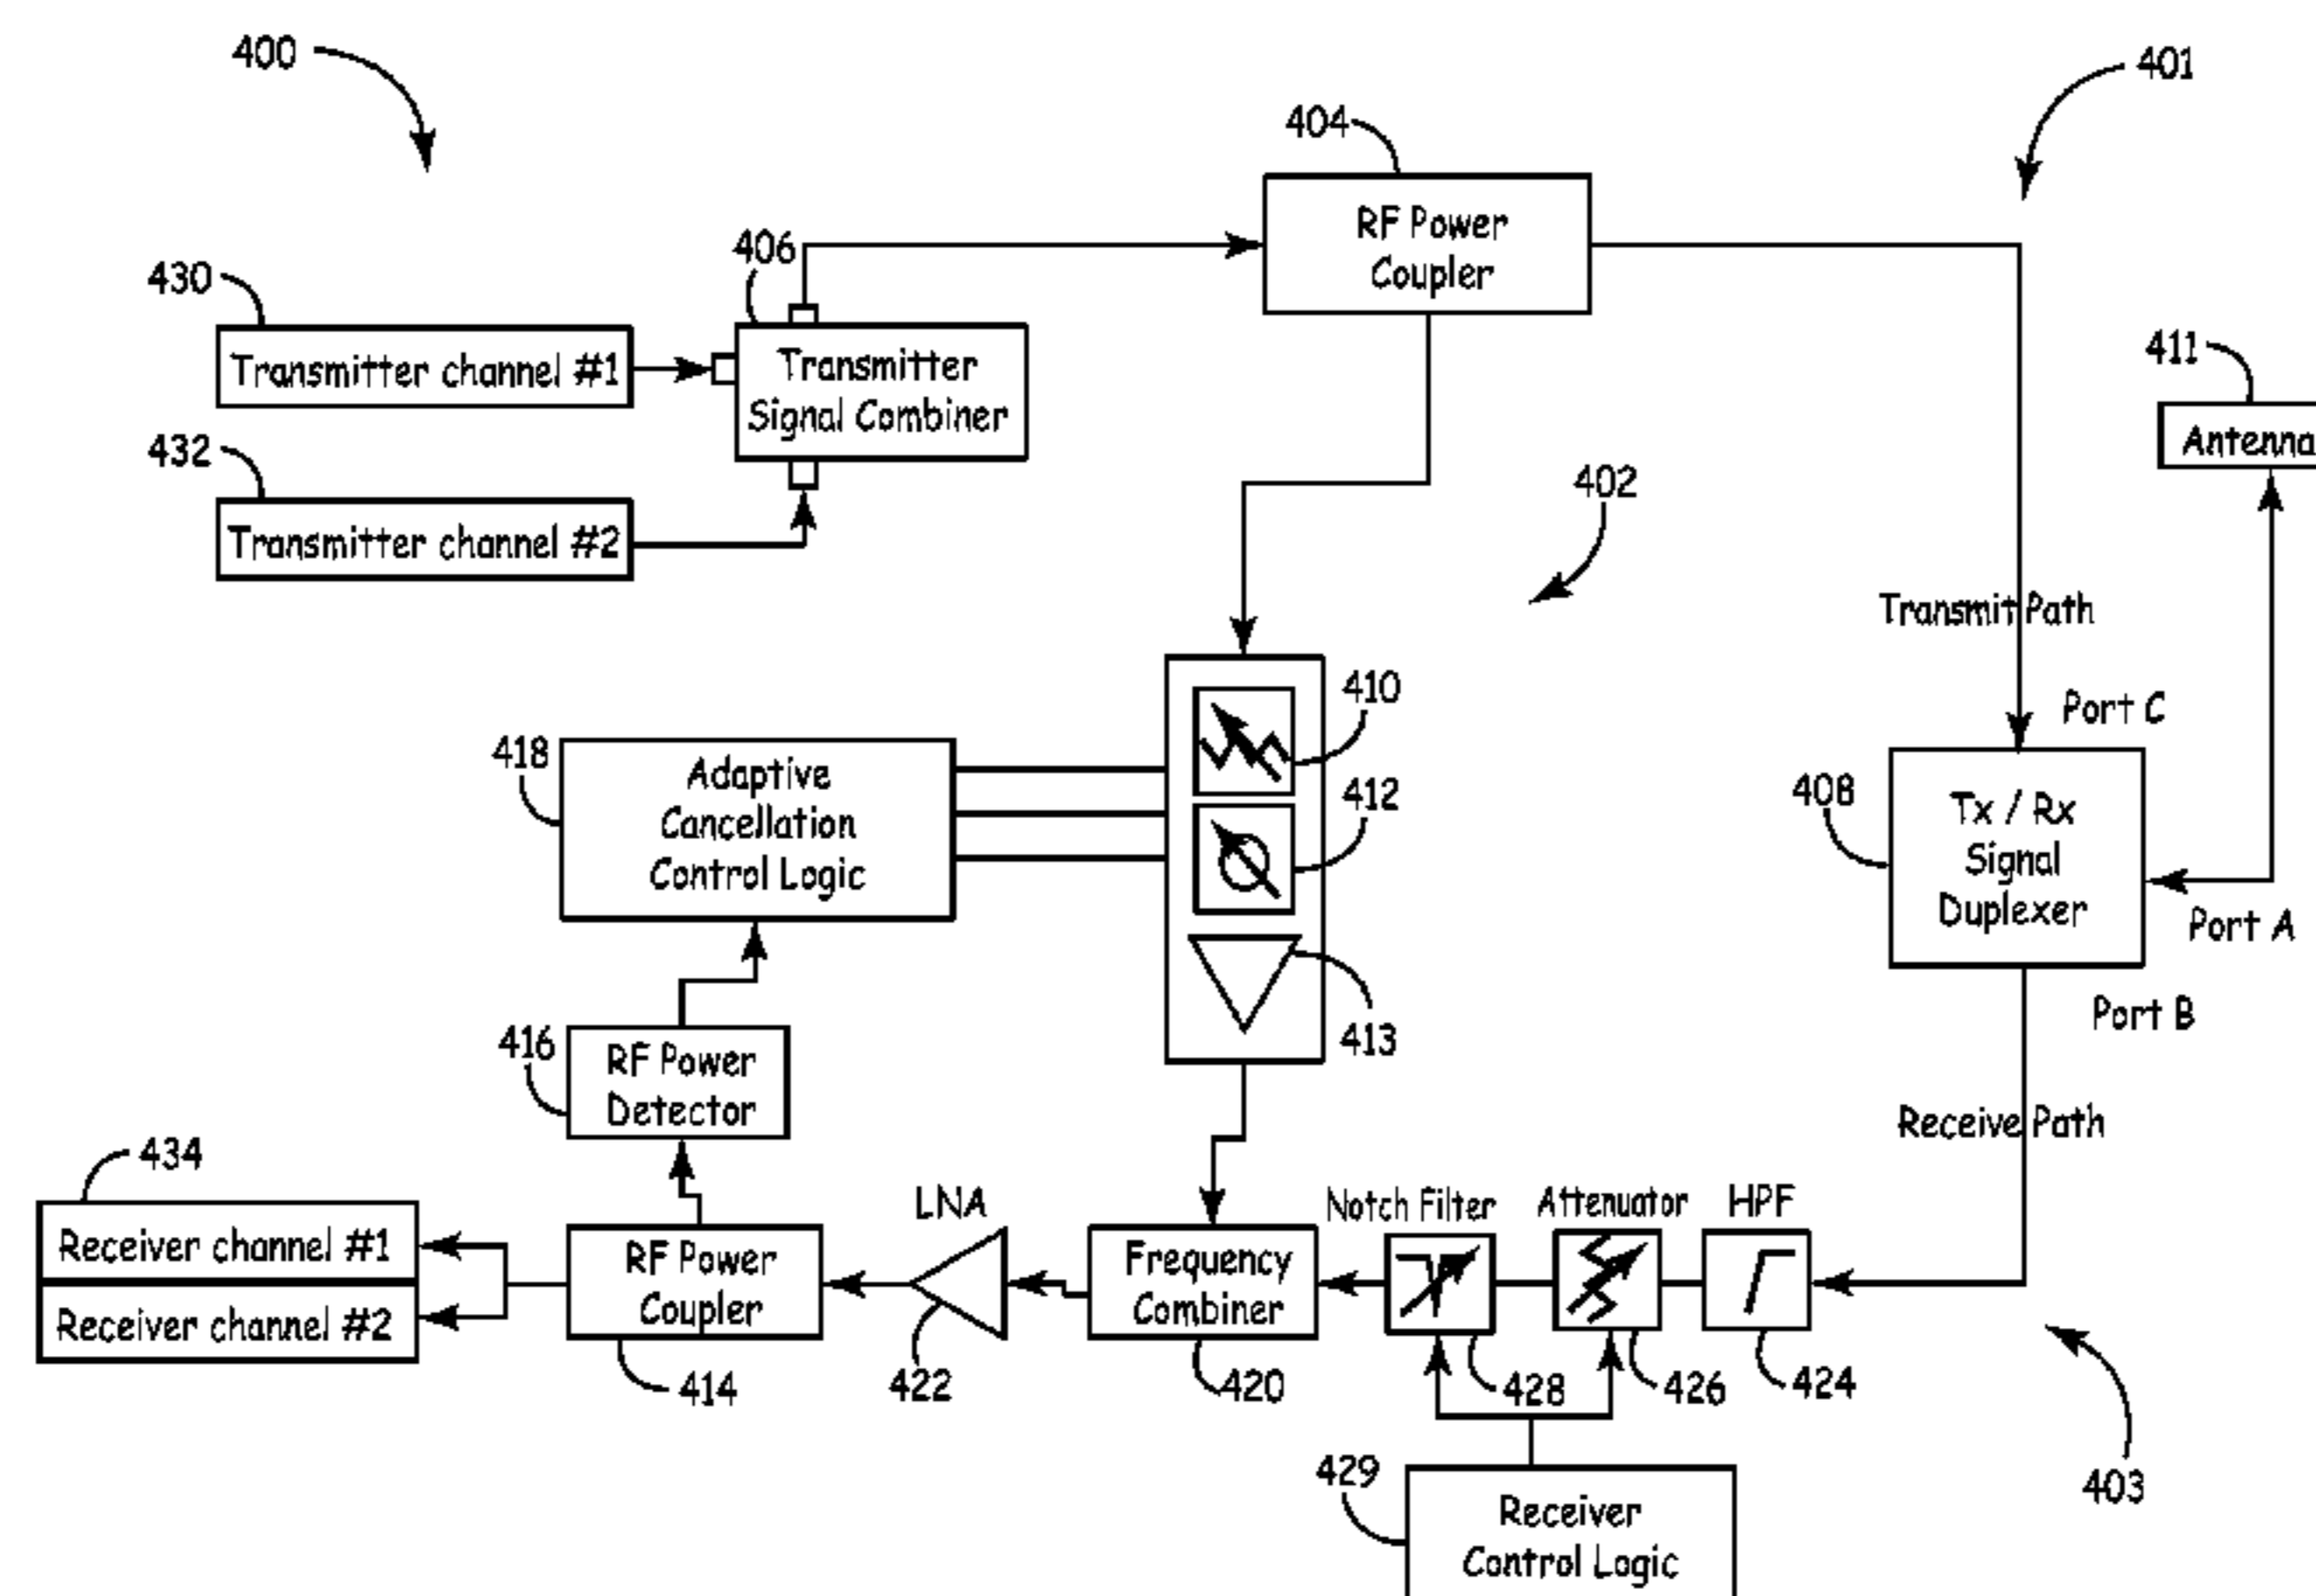 400
401
404
RF Power
Coupler
406
430
Transmitter channel #1
Transmitter
Signal Combiner
411
Antenna
432
Transmitter channel #2
402
Transmit Path
410
Port C
418
Adaptive
Cancellation
Control Logic
412
408
Tx / Rx
Signal
Duplexer
Port A
413
Port B
416
RF Power
Detector
Receive Path
434
Receiver channel #1
Receiver channel #2
RF Power
Coupler
414
LNA
422
Frequency
Combiner
420
Notch Filter
428
Attenuator
426
HPF
424
429
Receiver
Control Logic
403